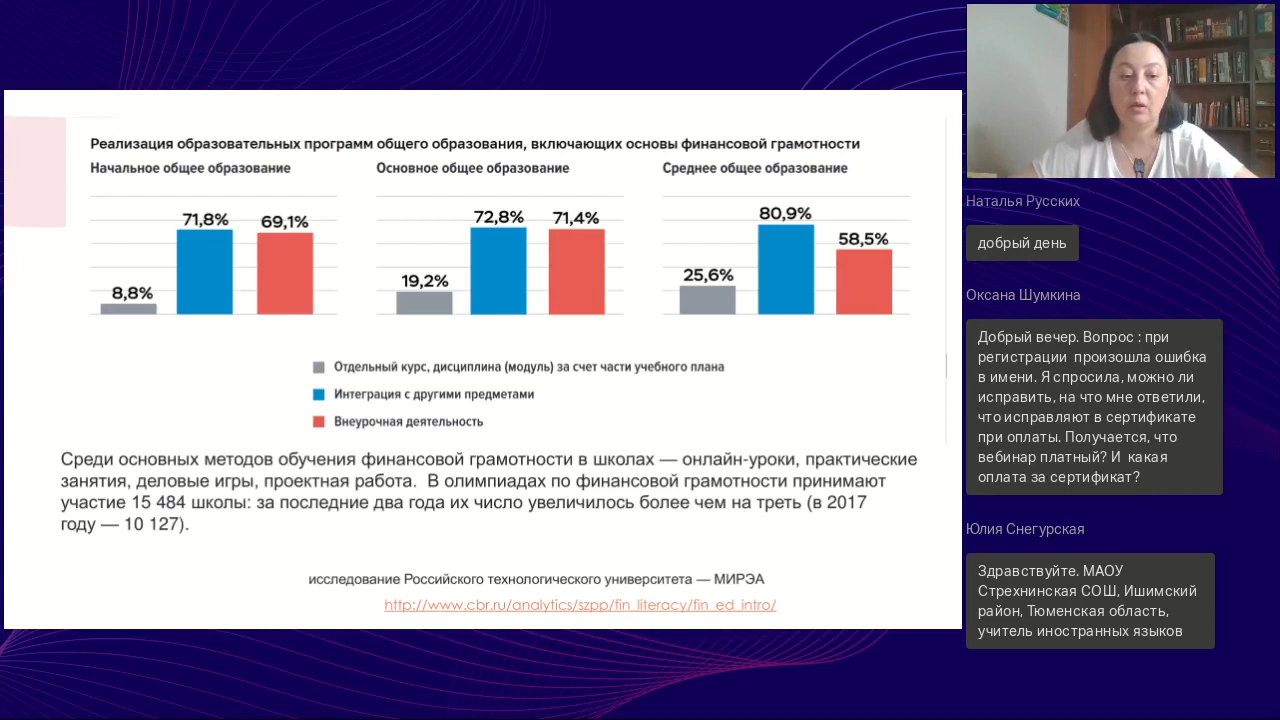 Реализация образовательных программ общего образования, включающих основы финансовой грамотности
Начальное общее образование
Основное общее образование
Среднее общее образование
8,8%
71,8%
69,1%
19,2%
72,8%
71,4%
25,6%
80,9%
58,5%
Отдельный курс, дисциплина (модуль) за счет части учебного плана
Интеграция с другими предметами
Внеурочная деятельность
Среди основных методов обучения финансовой грамотности в школах — онлайн-уроки, практические
занятия, деловые игры, проектная работа.  В олимпиадах по финансовой грамотности принимают
участие 15 484 школы: за последние два года их число увеличилось более чем на треть (в 2017
году — 10 127).
исследование Российского технологического университета — МИРЭА
http://www.cbr.ru/analytics/szpp/fin_literacy/fin_ed_intro/
Наталья Русских
добрый день
Оксана Шумкина
Добрый вечер. Вопрос : при
регистрации  произошла ошибка
в имени. Я спросила, можно ли
исправить, на что мне ответили,
что исправляют в сертификате
при оплаты. Получается, что
вебинар платный? И  какая
оплата за сертификат?
Юлия Снегурская
Здравствуйте. МАОУ
Стрехнинская СОШ, Ишимский
район, Тюменская область,
учитель иностранных языков